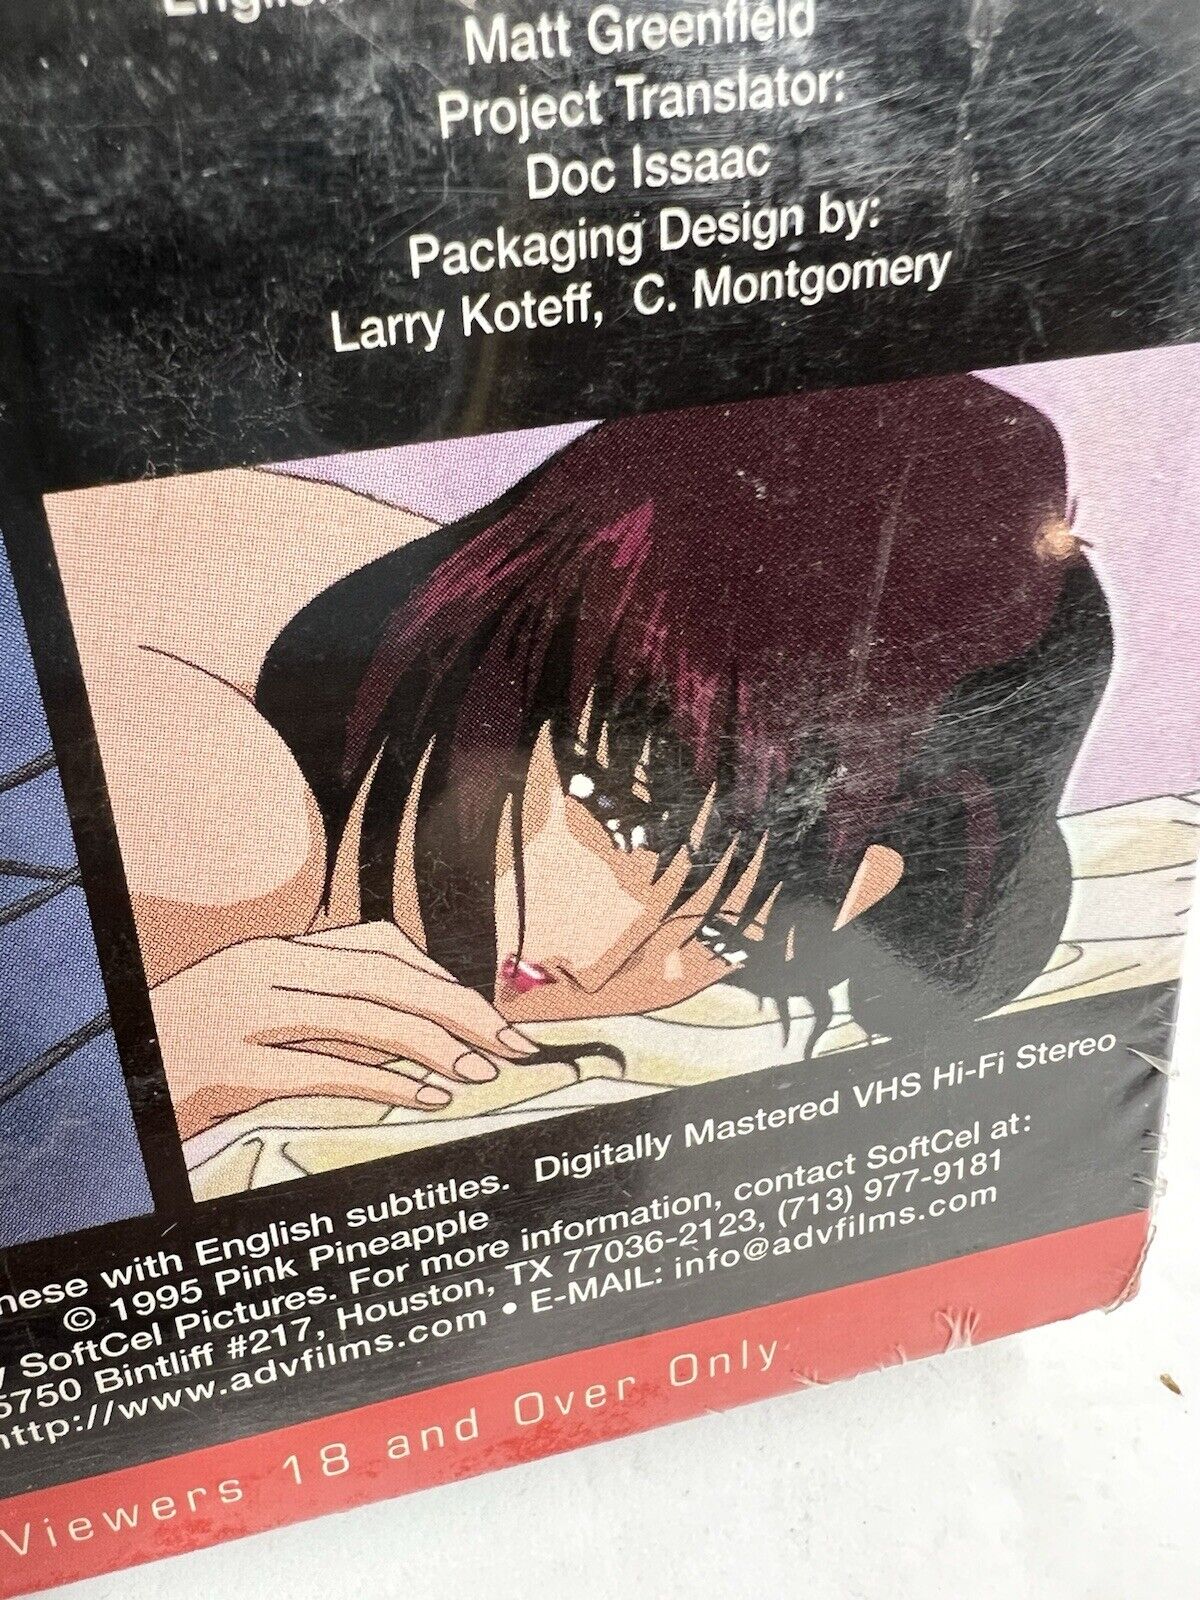 English
Matt Greenfield
Project Translator:
Doc Issaac
Packaging Design by:
Larry Koteff, C. Montgomery
with English subtitles. Digitally Mastered VHS Hi-Fi Stereo
© 1995 Pink Pineapple
SoftCel Pictures. For more information, contact SoftCel at:
5750 Bintliff #217, Houston, TX 77036-2123, (713) 977-9181
http://www.advfilms.com • E-MAIL: info@advfilms.com
Viewers 18 and Over Only